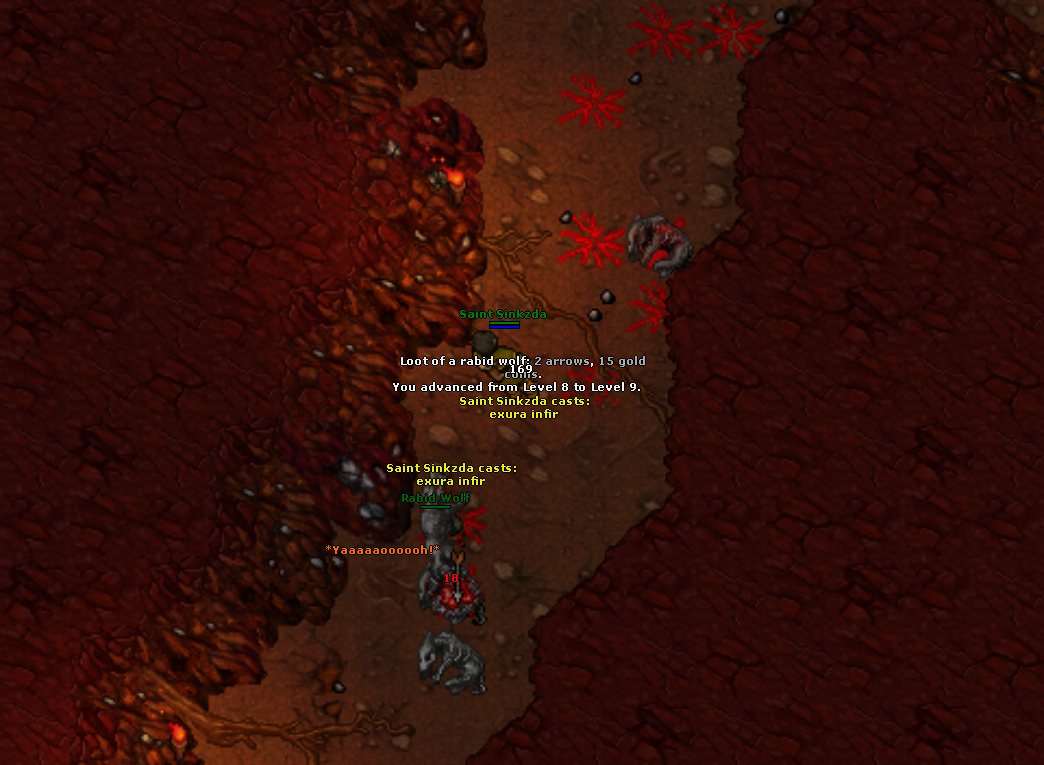 Saint Sinkzda
Loot of a rabid wolf: 2 arrows, 15 gold
169
coins.
You advanced from Level 8 to Level 9.
Saint Sinkzda casts:
exura infir
Saint Sinkzda casts:
exura infir
Rabid Wolf
*Yaaaaaoooooh!*
18